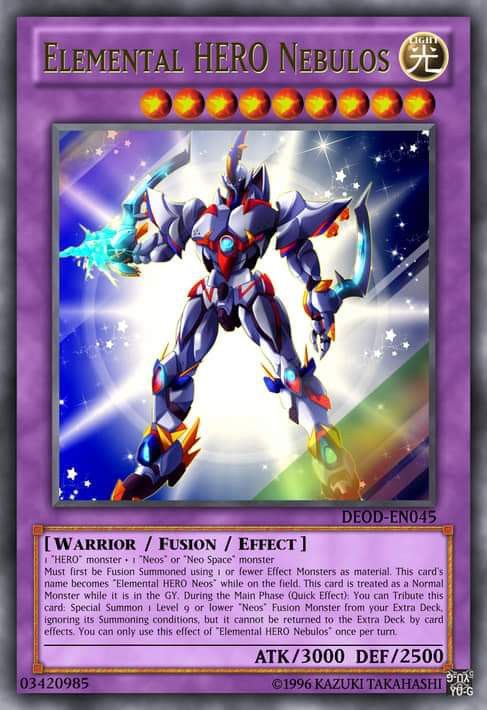 ELEMENTAL HERO NEBULOS
LIGHT
光
DEOD-EN045
[ WARRIOR / FUSION / EFFECT ]
1 "HERO" monster + 1 "Neos" or "Neo Space" monster
Must first be Fusion Summoned using 1 or fewer Effect Monsters as material. This card's
name becomes "Elemental HERO Neos" while on the field. This card is treated as a Normal
Monster while it is in the GY. During the Main Phase (Quick Effect): You can Tribute this
card: Special Summon 1 Level 9 or lower "Neos" Fusion Monster from your Extra Deck,
ignoring its Summoning conditions, but it cannot be returned to the Extra Deck by card
effects. You can only use this effect of "Elemental HERO Nebulos" once per turn.
ATK/3000 DEF/2500
03420985
©1996 KAZUKI TAKAHASHI